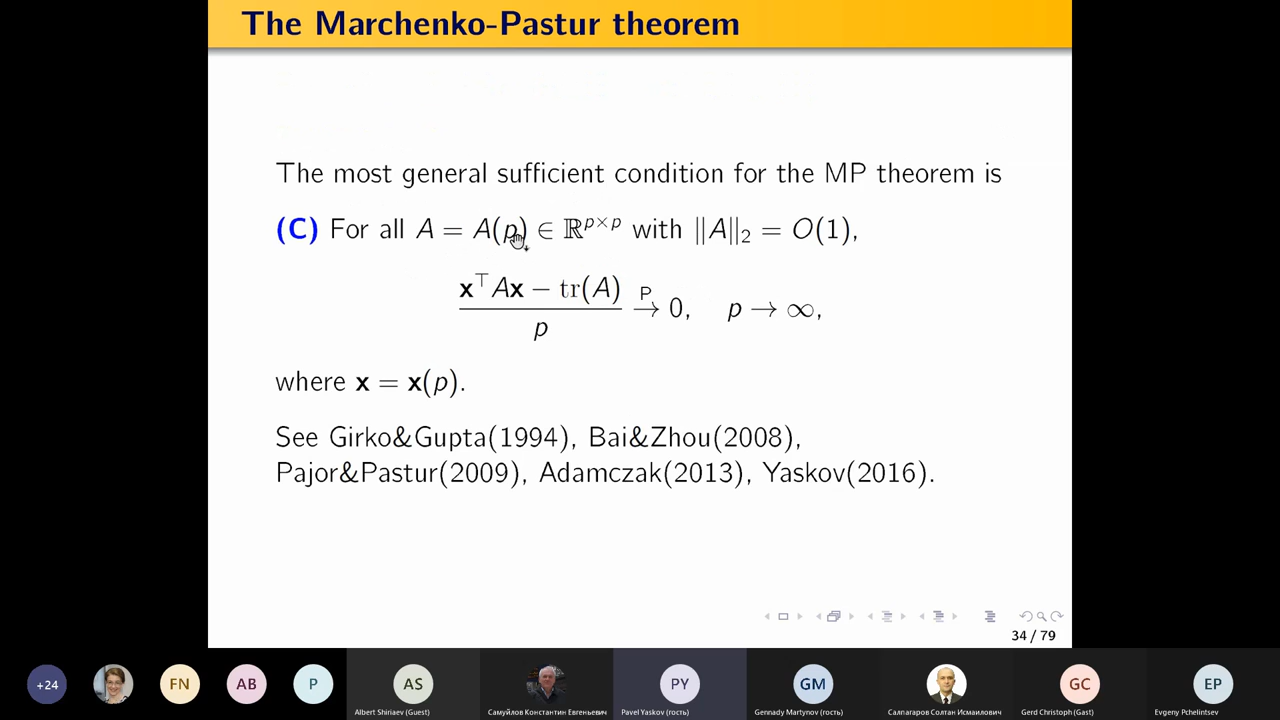 The Marchenko-Pastur theorem
The most general sufficient condition for the MP theorem is
(C) For all A = A(p) ∈ ℝ^{p×p} with ‖A‖₂ = O(1),
(x^⊤Ax − tr(A)) / p →^P 0, p → ∞,
where x = x(p).
See Girko&Gupta(1994), Bai&Zhou(2008),
Pajor&Pastur(2009), Adamczak(2013), Yaskov(2016).
34 / 79
+24 FN AB P AS PY GM GC EP
Albert Shiriaev (Guest) Самуйлов Константин Евгеньевич Pavel Yaskov (гость) Gennady Martynov (гость) Салпагаров Солтан Исмаилович Gerd Christoph (Gast) Evgeny Pchelintsev